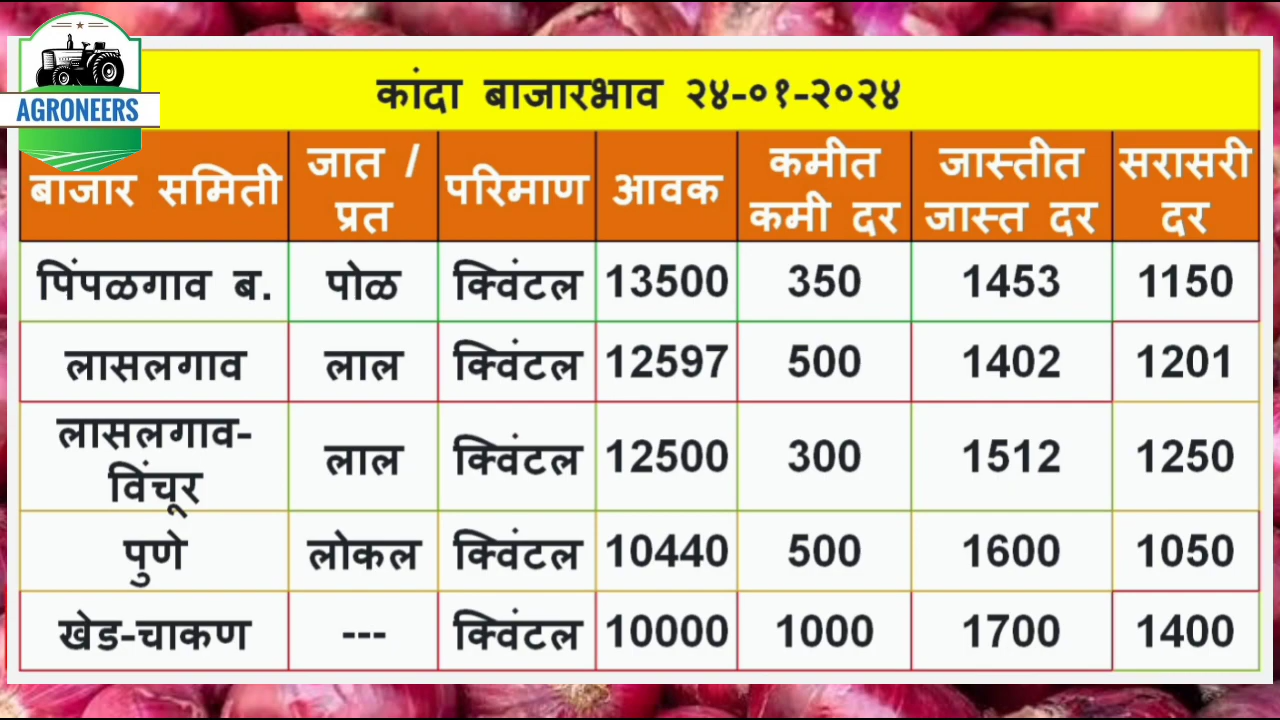 AGRONEERS
कांदा बाजारभाव २४-०१-२०२४
बाजार समिती जात / प्रत परिमाण आवक कमीत कमी दर जास्तीत जास्त दर सरासरी दर
पिंपळगाव ब. पोळ क्विंटल 13500 350 1453 1150
लासलगाव लाल क्विंटल 12597 500 1402 1201
लासलगाव-विंचूर लाल क्विंटल 12500 300 1512 1250
पुणे लोकल क्विंटल 10440 500 1600 1050
खेड-चाकण --- क्विंटल 10000 1000 1700 1400